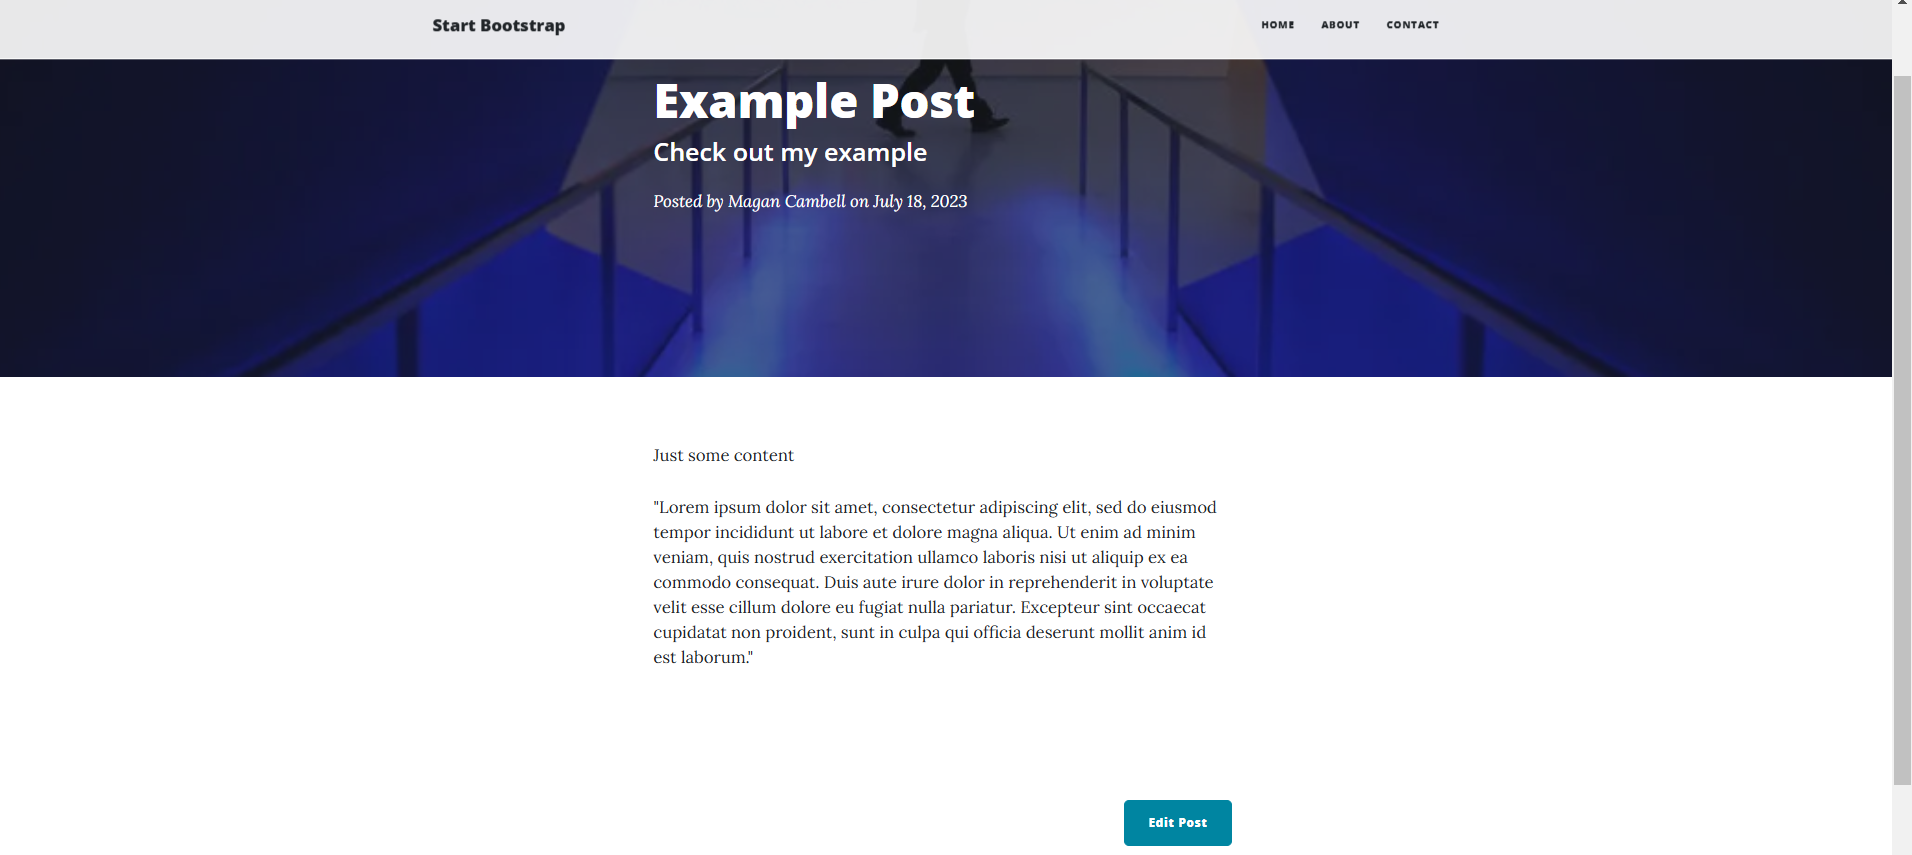 Start Bootstrap
HOME ABOUT CONTACT
Example Post
Check out my example
Posted by Magan Cambell on July 18, 2023
Just some content
"Lorem ipsum dolor sit amet, consectetur adipiscing elit, sed do eiusmod
tempor incididunt ut labore et dolore magna aliqua. Ut enim ad minim
veniam, quis nostrud exercitation ullamco laboris nisi ut aliquip ex ea
commodo consequat. Duis aute irure dolor in reprehenderit in voluptate
velit esse cillum dolore eu fugiat nulla pariatur. Excepteur sint occaecat
cupidatat non proident, sunt in culpa qui officia deserunt mollit anim id
est laborum."
Edit Post